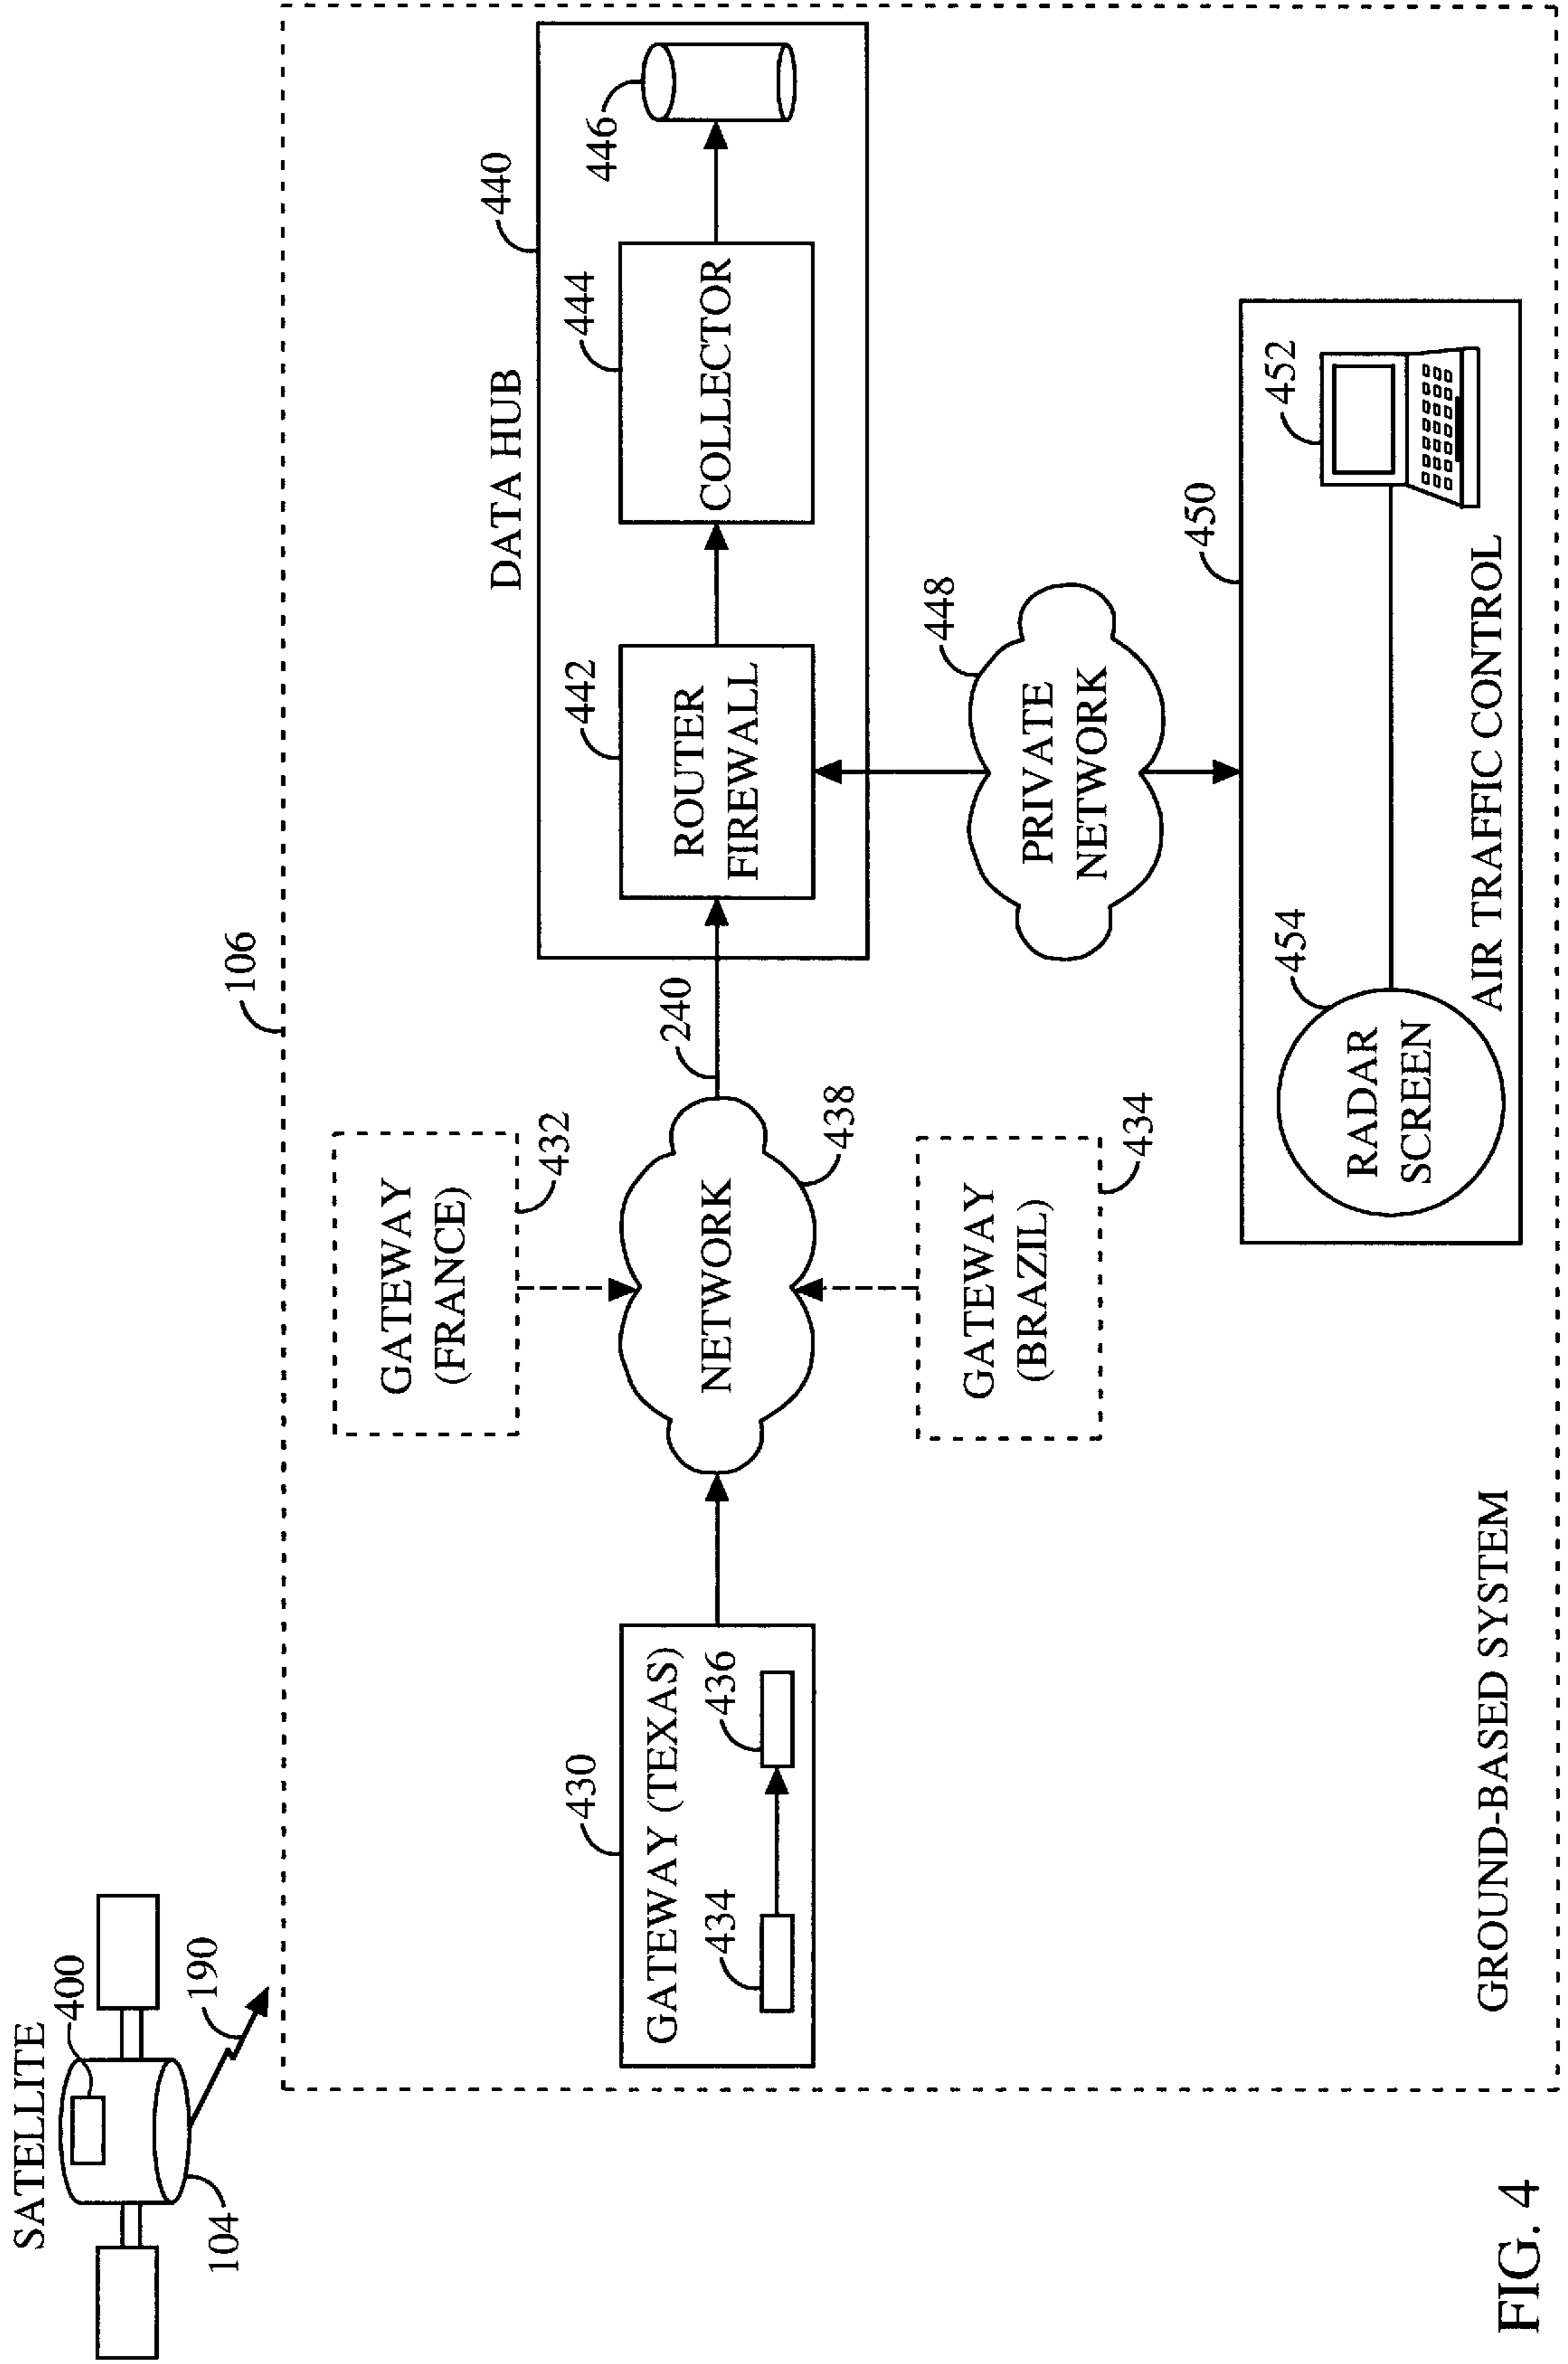 SATELLITE
400
190
104
106
GROUND-BASED SYSTEM
430
GATEWAY (TEXAS)
434
436
GATEWAY
(FRANCE)
432
NETWORK
438
GATEWAY
(BRAZIL)
434
240
DATA HUB
440
442
ROUTER
FIREWALL
444
COLLECTOR
446
448
PRIVATE
NETWORK
450
454
RADAR
SCREEN
452
AIR TRAFFIC CONTROL
FIG. 4